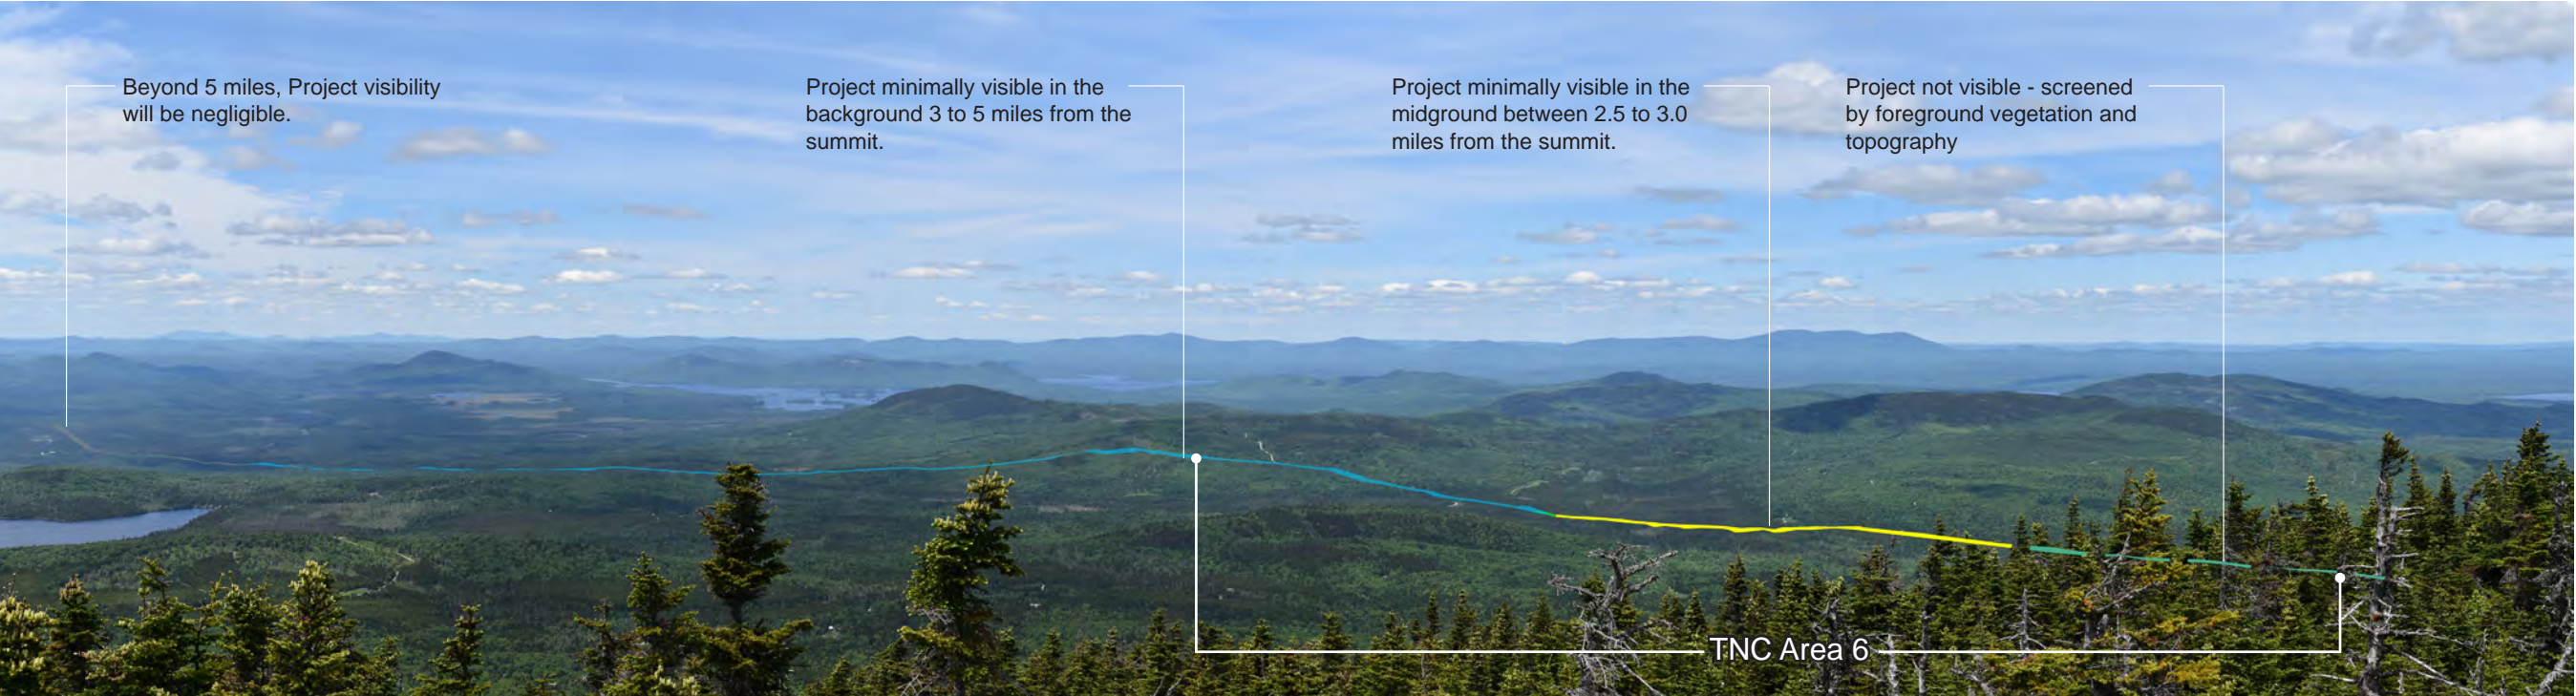 Beyond 5 miles, Project visibility
will be negligible.
Project minimally visible in the
background 3 to 5 miles from the
summit.
Project minimally visible in the
midground between 2.5 to 3.0
miles from the summit.
Project not visible - screened
by foreground vegetation and
topography
TNC Area 6